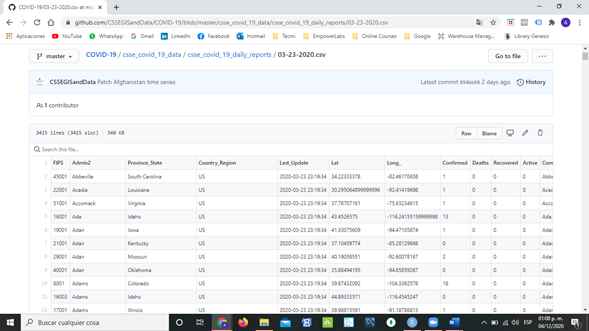 COVID-19/03-23-2020.csv at mas
github.com/CSSEGISandData/COVID-19/blob/master/csse_covid_19_data/csse_covid_19_daily_reports/03-23-2020.csv
Aplicaciones YouTube WhatsApp Gmail LinkedIn Facebook Hotmail Tecmi EmpowerLabs Online Courses Google Warehouse Manag... Library Genesis
master COVID-19 / csse_covid_19_data / csse_covid_19_daily_reports / 03-23-2020.csv Go to file ...
CSSEGISandData Patch Afghanistan time series Latest commit 2 days ago History
1 contributor
3415 lines (3415 sloc) 340 KB Raw Blame
Search this file...
1 FIPS Admin2 Province_State Country_Region Last_Update Lat Long_ Confirmed Deaths Recovered Active Com
2 45001 Abbeville South Carolina US 2020-03-23 23:19:34 34.22333378 -82.46170658 1 0 0 0 Abbe
3 22001 Acadia Louisiana US 2020-03-23 23:19:34 30.295064899999996 -92.41419698 1 0 0 0 Acac
4 51001 Accomack Virginia US 2020-03-23 23:19:34 37.76707161 -75.63234615 1 0 0 0 Acco
5 16001 Ada Idaho US 2020-03-23 23:19:34 43.4526575 -116.24155159999998 13 0 0 0 Ada,
6 19001 Adair Iowa US 2020-03-23 23:19:34 41.33075609 -94.47105874 1 0 0 0 Adair
7 21001 Adair Kentucky US 2020-03-23 23:19:34 37.10459774 -85.28129668 0 0 0 0 Adair
8 29001 Adair Missouri US 2020-03-23 23:19:34 40.19058551 -92.60078167 2 0 0 0 Adair
9 40001 Adair Oklahoma US 2020-03-23 23:19:34 35.88494195 -94.65859267 0 0 0 0 Adair
10 8001 Adams Colorado US 2020-03-23 23:19:34 39.87432092 -104.3362578 18 0 0 0 Adam
11 16003 Adams Idaho US 2020-03-23 23:19:34 44.89333571 -116.4545247 0 0 0 0 Adam
12 17001 Adams Illinois US 2020-03-23 23:19:34 39.98815591 -91.18786813 1 0 0 0 Adam
Buscar cualquier cosa ESP 01:08 p. m.
04/12/2020